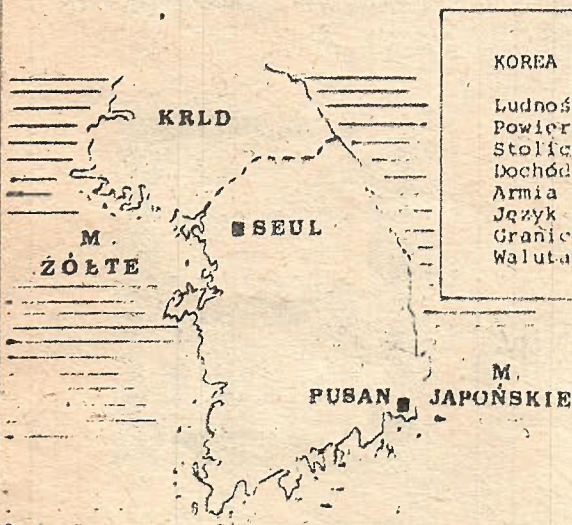 KOREA
KRLD
SEUL
M.
ŻÓŁTE
PUSAN
M.
JAPOŃSKIE
Ludnoś
Powier
Stolic
Dochód
Armia
Język
Granic
Waluta